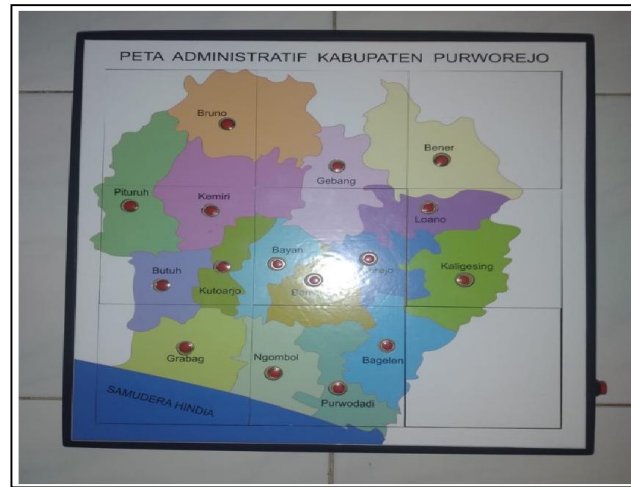 PETA ADMINISTRATIF KABUPATEN PURWOREJO
Bruno
Bener
Gebang
Pituruh
Kemiri
Loano
Bayan
Kaligesing
Butuh
Kutoarjo
Grabag
Ngombol
Bagelen
Purwodadi
SAMUDERA HINDIA